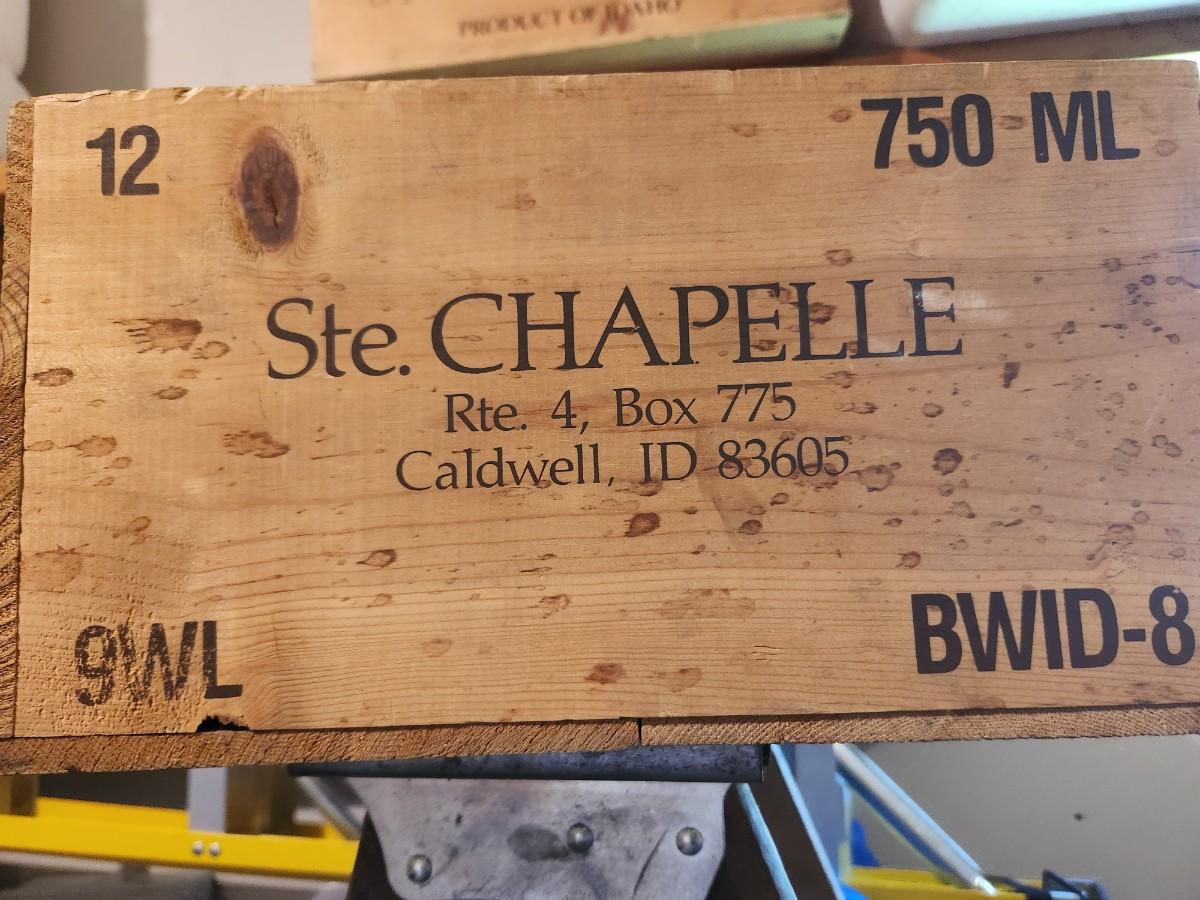 PRODUCT OF IDAHO
12
750 ML
Ste. CHAPELLE
Rte. 4, Box 775
Caldwell, ID 83605
9WL
BWID-8